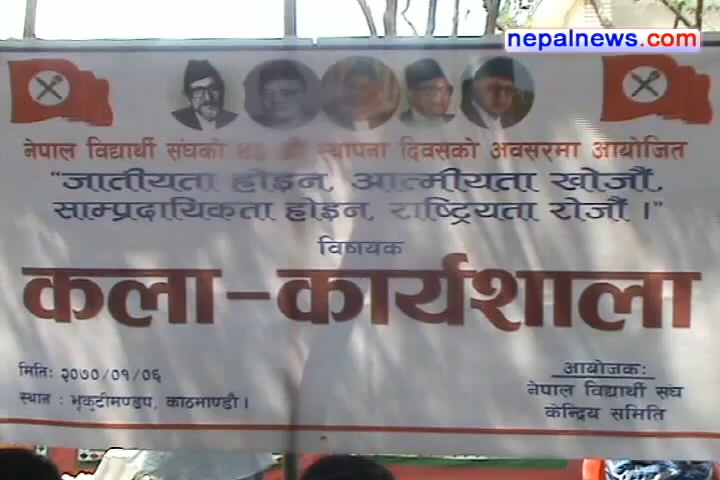 nepalnews.com
नेपाल विद्यार्थी संघको औं स्थापना दिवसको अवसरमा आयोजित
"जातीयता होइन, आत्मीयता खोजौं,
साम्प्रदायिकता होइन, राष्ट्रियता रोजौं ।"
विषयक
कला-कार्यशाला
मितिः २०७०/०१/०६
स्थान : भृकुटीमण्डप, काठमाण्डौ ।
आयोजकः
नेपाल विद्यार्थी संघ
केन्द्रिय समिति